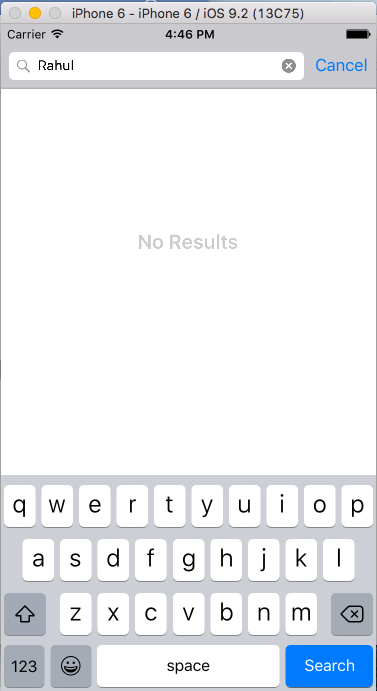 iPhone 6 - iPhone 6 / iOS 9.2 (13C75)
Carrier 4:46 PM
Rahul Cancel
No Results
q w e r t y u i o p
a s d f g h j k l
z x c v b n m
123 space Search